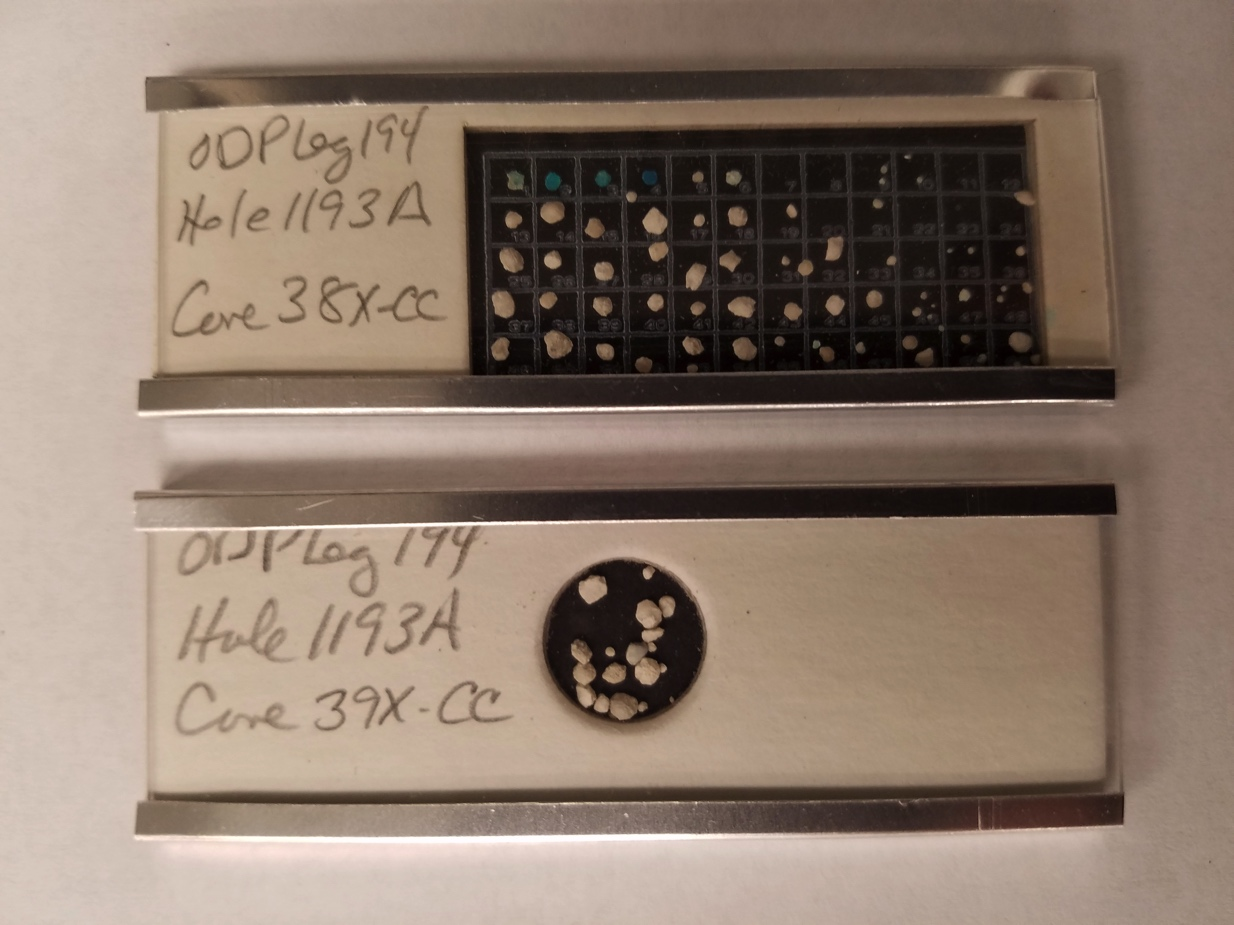 ODP Leg 194
Hole 1193A
Core 38X-CC
ODP Leg 194
Hole 1193A
Core 39X-CC